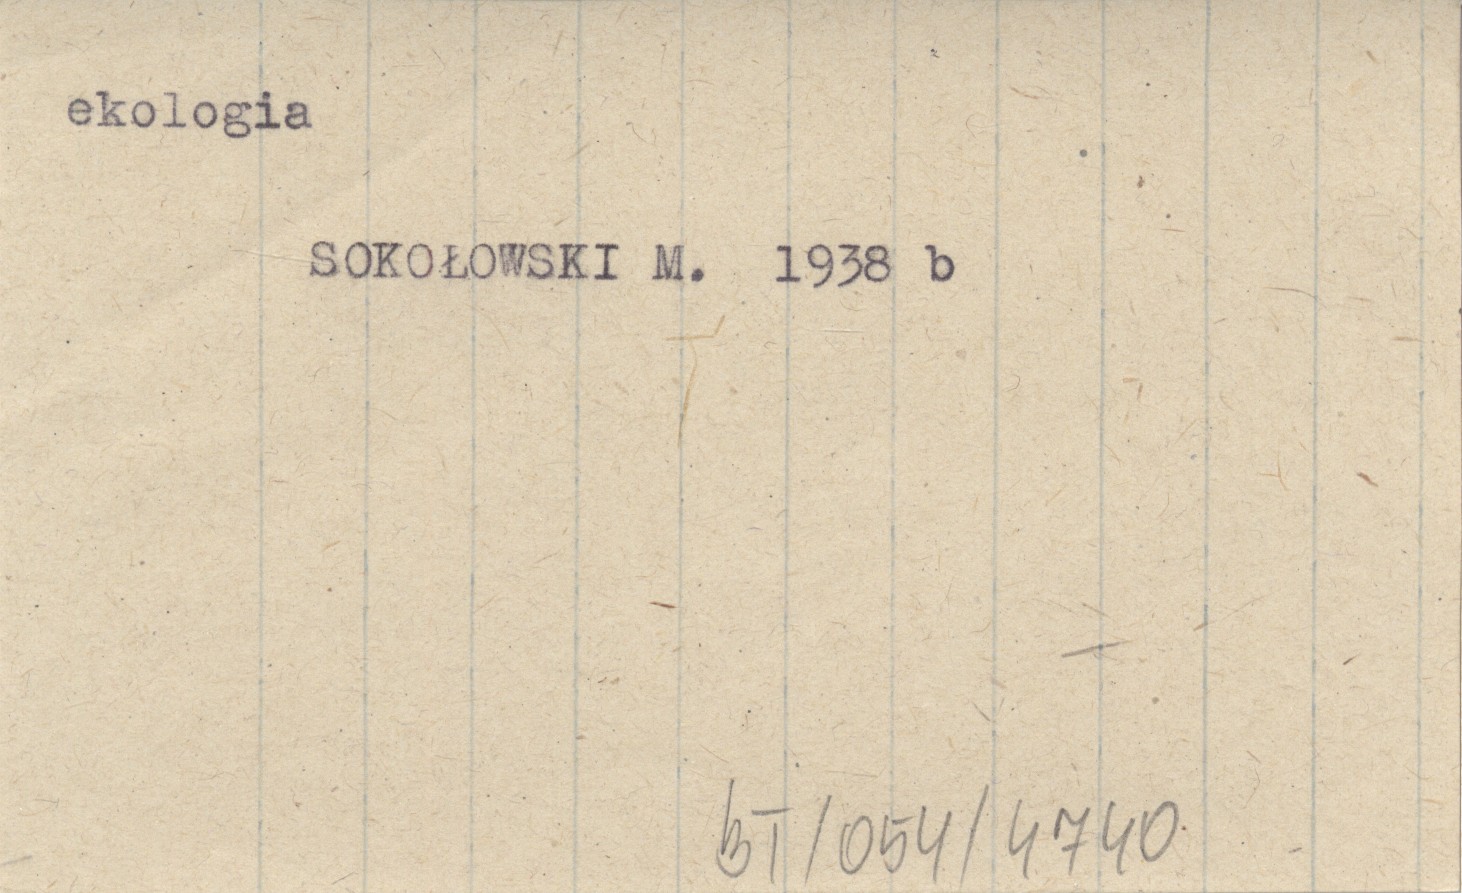 ekologia
SOKOŁOWSKI M. 1938 b
BT/054/4740